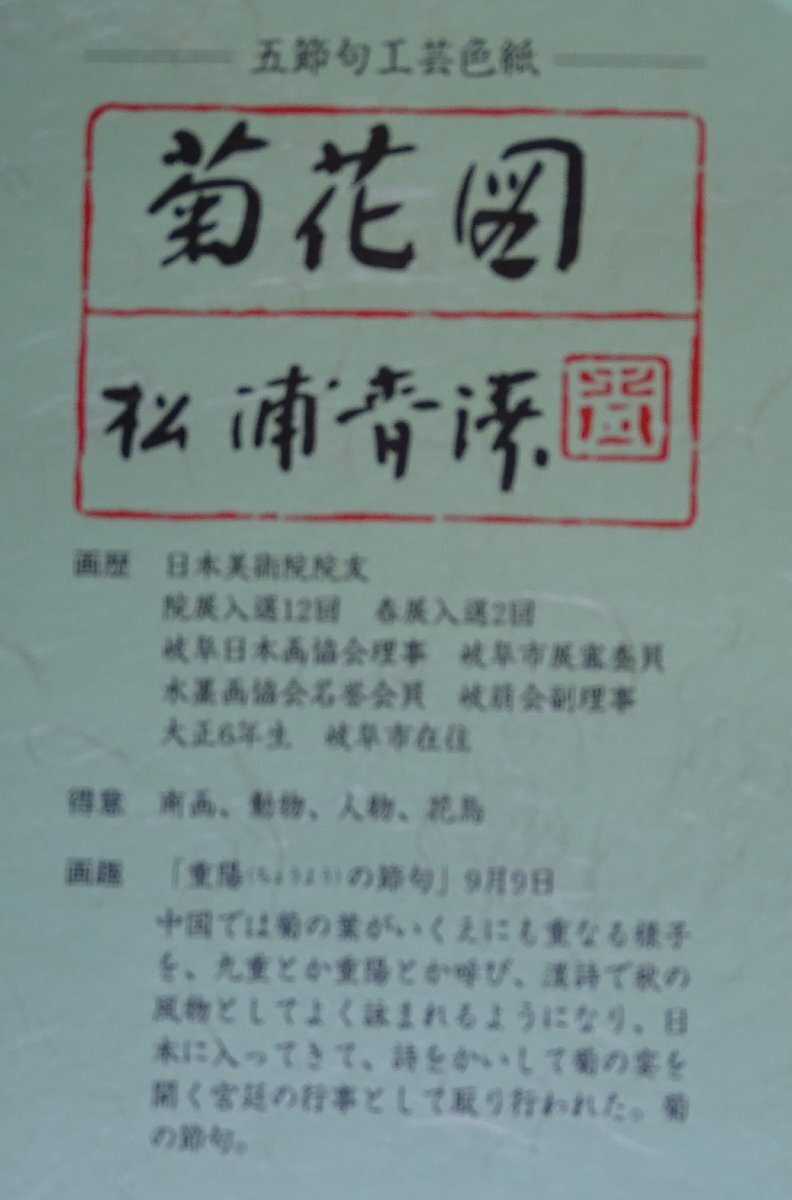 五節句工芸色紙
菊花図
松浦
画歴 日本美術院院友
院展入選12回 春展入選2回
岐阜日本画協会理事 岐阜市展審委員
水墨画協会名誉会員 会副理事
大正6年生 岐阜市在住
得意 南画、動物、人物、花鳥
画趣 「重陽(ちょうよう)の節句」9月9日
中国では菊の葉がいくえにも重なる様子
を、九重とか重陽とか呼び、漢詩で秋の
風物としてよく詠まれるようになり、日
本に入ってきて、詩をかいして菊の宴を
開く宮廷の行事として取り行われた。菊
の節句。